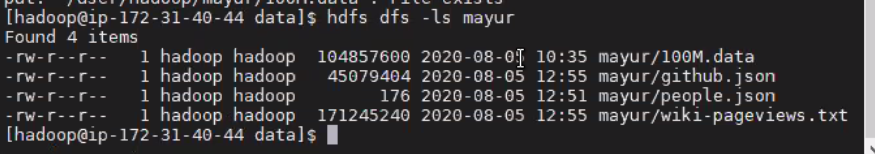 put: `/user/hadoop/mayur/100M.data': File exists
[hadoop@ip-172-31-40-44 data]$ hdfs dfs -ls mayur
Found 4 items
-rw-r--r--   1 hadoop hadoop  104857600 2020-08-05 10:35 mayur/100M.data
-rw-r--r--   1 hadoop hadoop   45079404 2020-08-05 12:55 mayur/github.json
-rw-r--r--   1 hadoop hadoop        176 2020-08-05 12:51 mayur/people.json
-rw-r--r--   1 hadoop hadoop  171245240 2020-08-05 12:55 mayur/wiki-pageviews.txt
[hadoop@ip-172-31-40-44 data]$